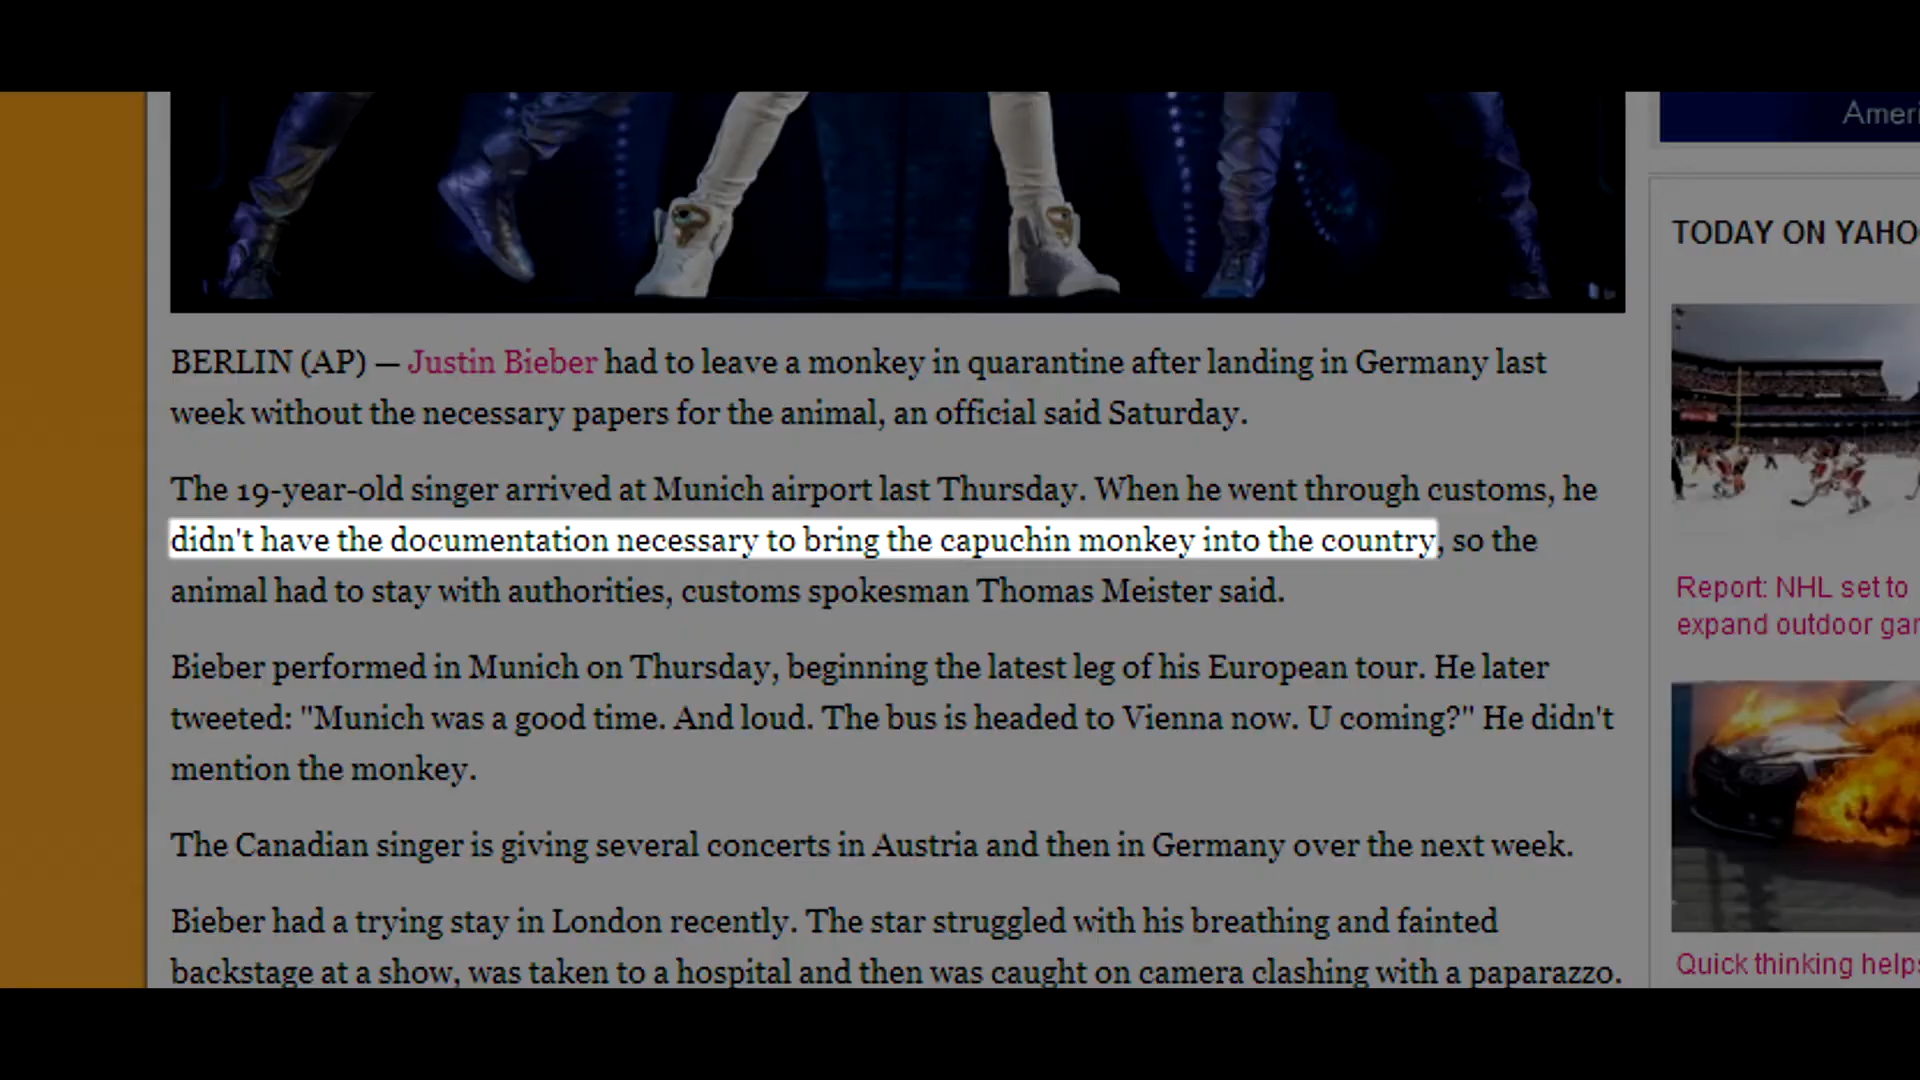 Ameri
TODAY ON YAHO
BERLIN (AP) — Justin Bieber had to leave a monkey in quarantine after landing in Germany last
week without the necessary papers for the animal, an official said Saturday.
The 19-year-old singer arrived at Munich airport last Thursday. When he went through customs, he
didn't have the documentation necessary to bring the capuchin monkey into the country, so the
animal had to stay with authorities, customs spokesman Thomas Meister said.
Bieber performed in Munich on Thursday, beginning the latest leg of his European tour. He later
tweeted: "Munich was a good time. And loud. The bus is headed to Vienna now. U coming?" He didn't
mention the monkey.
The Canadian singer is giving several concerts in Austria and then in Germany over the next week.
Bieber had a trying stay in London recently. The star struggled with his breathing and fainted
backstage at a show, was taken to a hospital and then was caught on camera clashing with a paparazzo.
Report: NHL set to
expand outdoor gan
Quick thinking helps